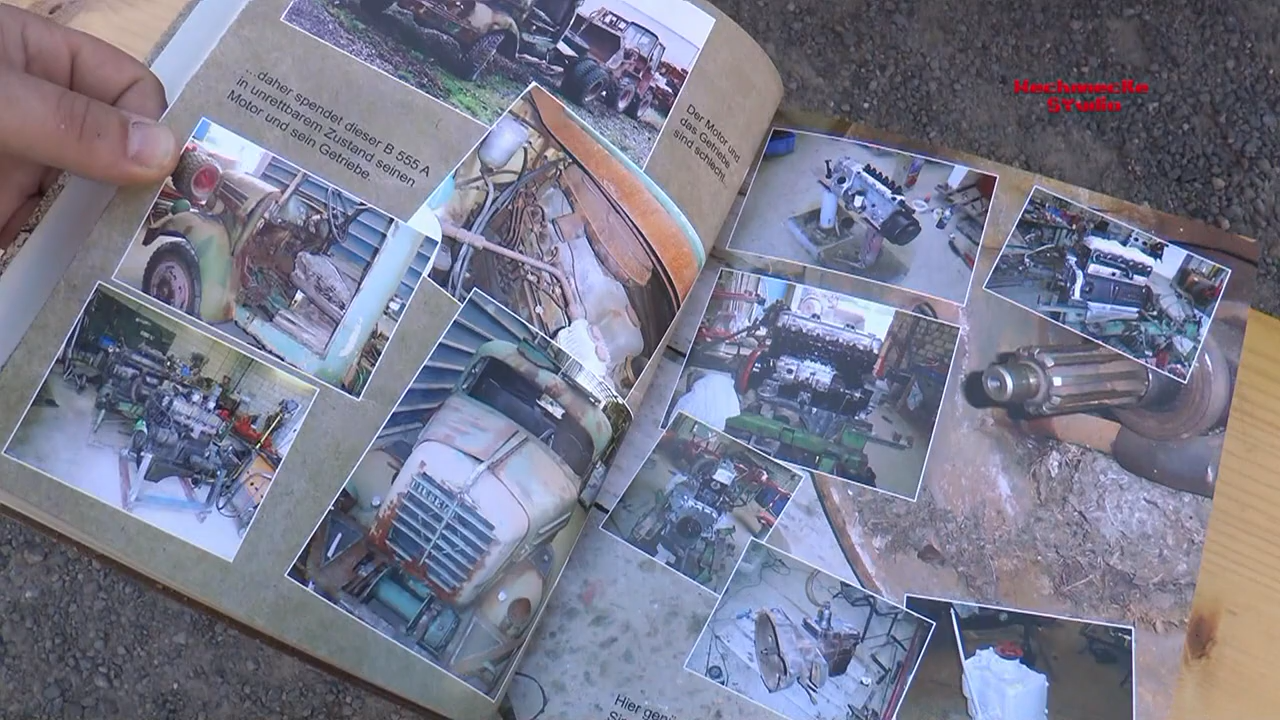 ...daher spendet dieser B 555 A
in unrettbarem Zustand seinen
Motor und sein Getriebe.
Der Motor und
das Getriebe
sind schlecht.
Hier